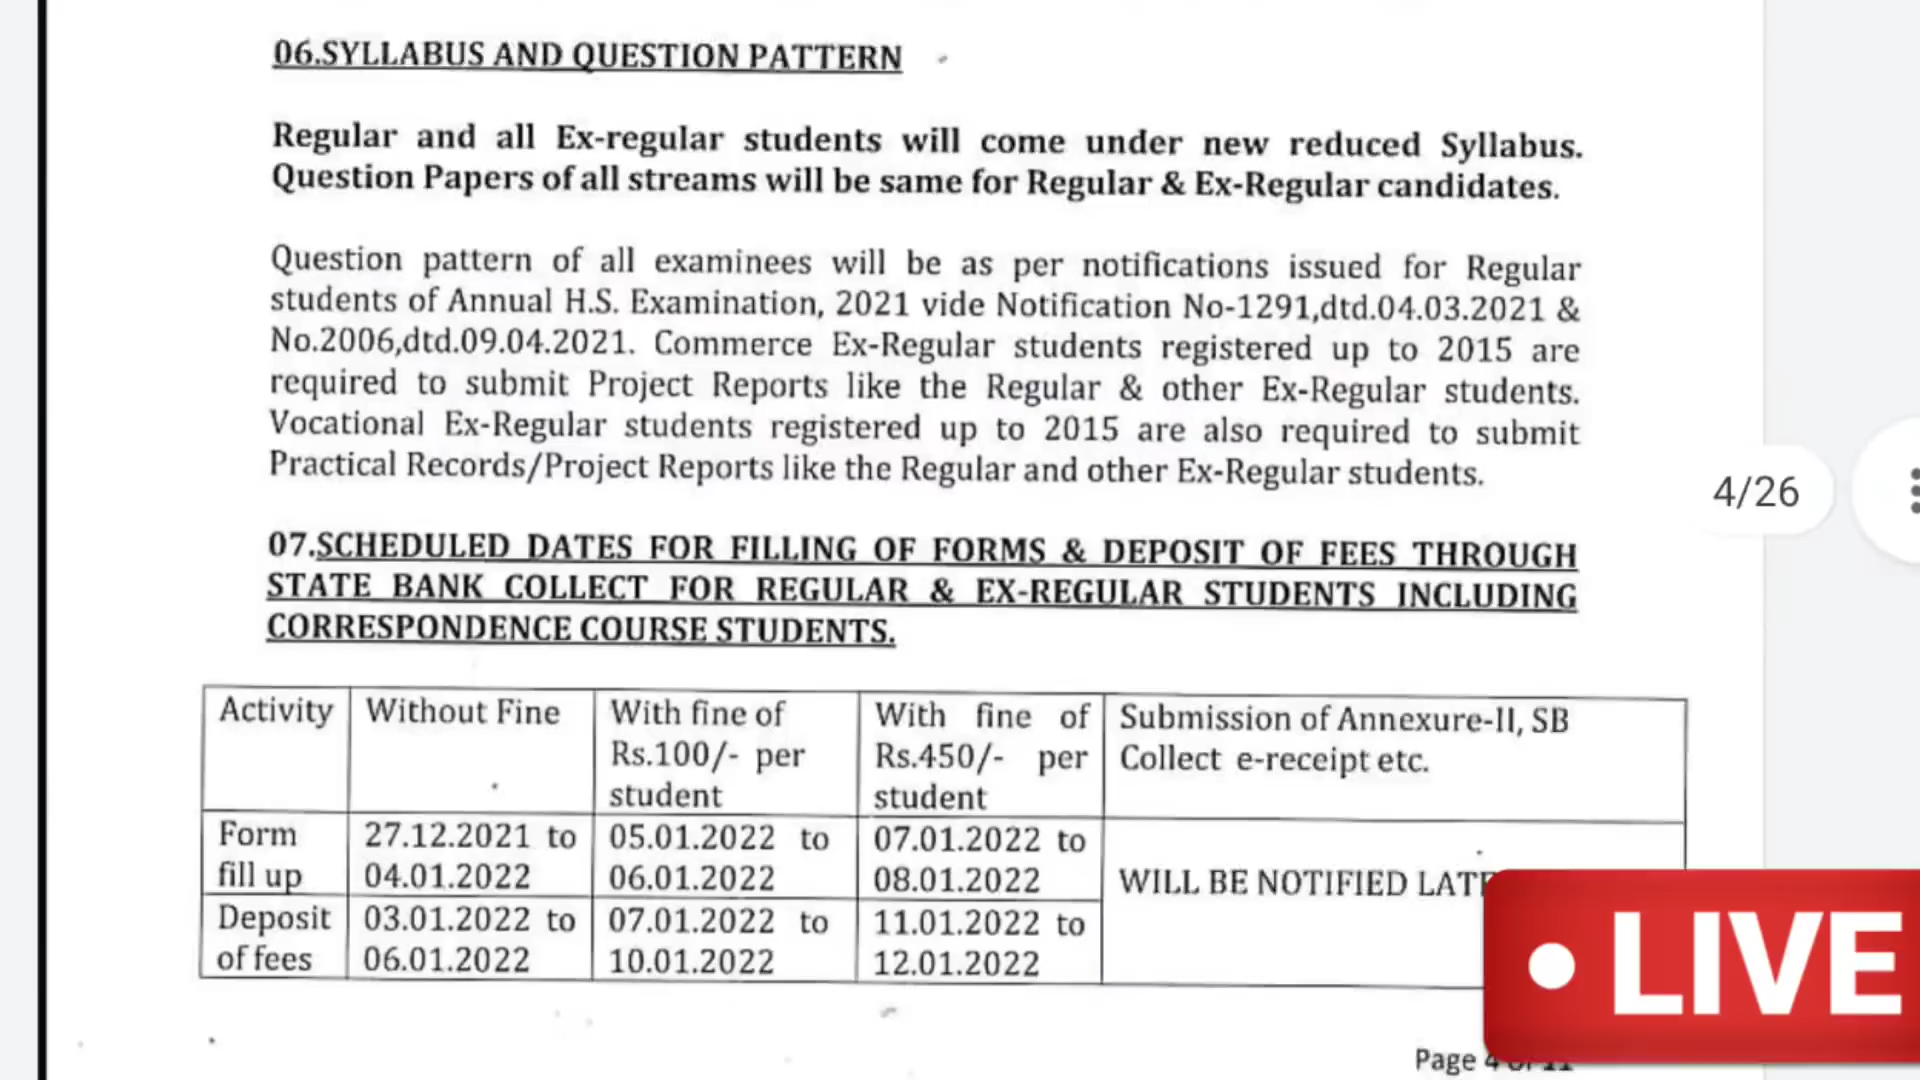 06.SYLLABUS AND QUESTION PATTERN
Regular and all Ex-regular students will come under new reduced Syllabus.
Question Papers of all streams will be same for Regular & Ex-Regular candidates.
Question pattern of all examinees will be as per notifications issued for Regular
students of Annual H.S. Examination, 2021 vide Notification No-1291,dtd.04.03.2021 &
No.2006,dtd.09.04.2021. Commerce Ex-Regular students registered up to 2015 are
required to submit Project Reports like the Regular & other Ex-Regular students.
Vocational Ex-Regular students registered up to 2015 are also required to submit
Practical Records/Project Reports like the Regular and other Ex-Regular students.
4/26
07.SCHEDULED DATES FOR FILLING OF FORMS & DEPOSIT OF FEES THROUGH
STATE BANK COLLECT FOR REGULAR & EX-REGULAR STUDENTS INCLUDING
CORRESPONDENCE COURSE STUDENTS.
Activity Without Fine With fine of With fine of Submission of Annexure-II, SB
Rs.100/- per Rs.450/- per Collect e-receipt etc.
student student
Form 27.12.2021 to 05.01.2022 to 07.01.2022 to
fill up 04.01.2022 06.01.2022 08.01.2022 WILL BE NOTIFIED
Deposit 03.01.2022 to 07.01.2022 to 11.01.2022 to
of fees 06.01.2022 10.01.2022 12.01.2022
LIVE
Page 4